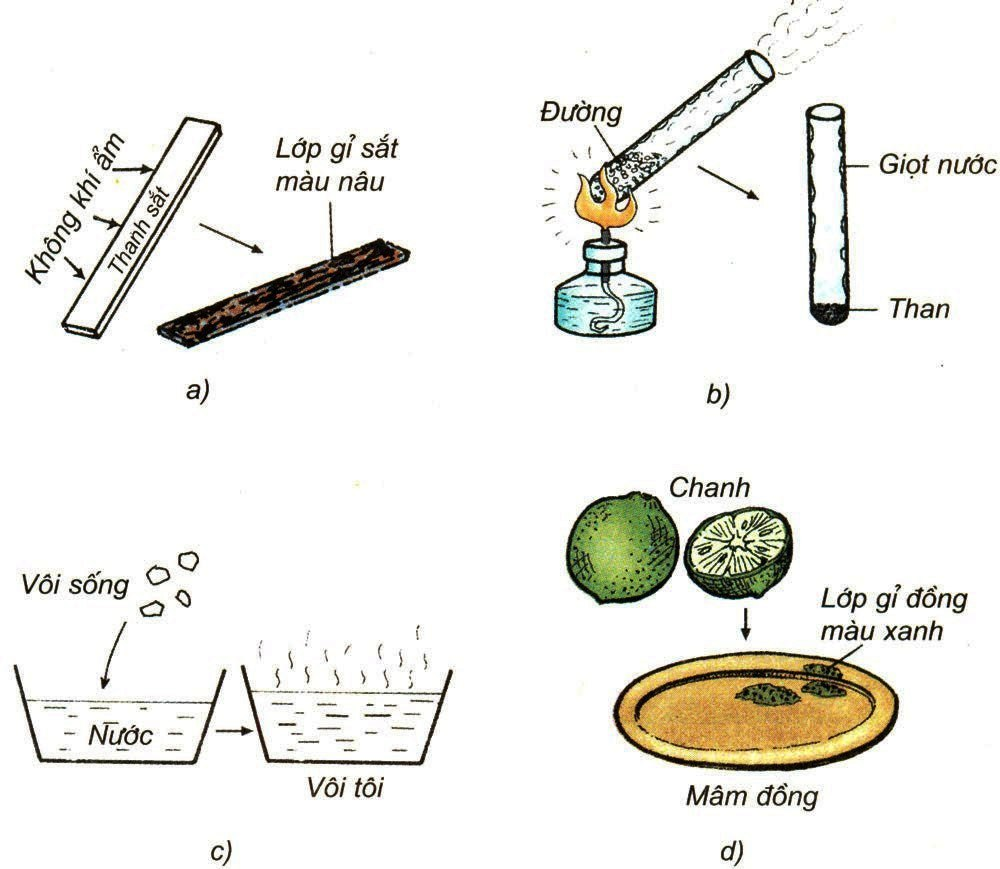 Không khí ẩm
Thanh sắt
Lớp gỉ sắt
màu nâu
a)
Đường
Giọt nước
Than
b)
Vôi sống
Nước
Vôi tôi
c)
Chanh
Lớp gỉ đồng
màu xanh
Mâm đồng
d)